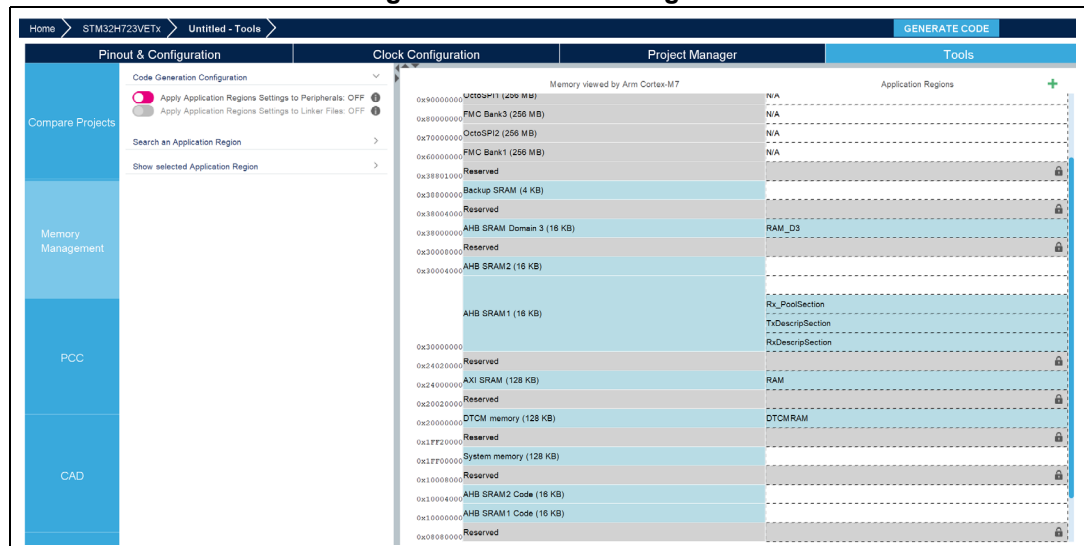 Home STM32H723VETx Untitled - Tools GENERATE CODE
Pinout & Configuration Clock Configuration Project Manager Tools
Compare Projects
Memory Management
PCC
CAD
Code Generation Configuration
Apply Application Regions Settings to Peripherals: OFF
Apply Application Regions Settings to Linker Files: OFF
Search an Application Region
Show selected Application Region
Memory viewed by Arm Cortex-M7 Application Regions
0x90000000 OctoSPI1 (256 MB) N/A
0x80000000 FMC Bank3 (256 MB) N/A
0x70000000 OctoSPI2 (256 MB) N/A
0x60000000 FMC Bank1 (256 MB) N/A
0x38801000 Reserved
0x38800000 Backup SRAM (4 KB)
0x38004000 Reserved
0x38000000 AHB SRAM Domain 3 (16 KB) RAM_D3
0x30008000 Reserved
0x30004000 AHB SRAM2 (16 KB)
0x30000000 AHB SRAM1 (16 KB) Rx_PoolSection
TxDescripSection
RxDescripSection
0x24020000 Reserved
0x24000000 AXI SRAM (128 KB) RAM
0x20020000 Reserved
0x20000000 DTCM memory (128 KB) DTCMRAM
0x1FF20000 Reserved
0x1FF00000 System memory (128 KB)
0x10008000 Reserved
0x10004000 AHB SRAM2 Code (16 KB)
0x10000000 AHB SRAM1 Code (16 KB)
0x08080000 Reserved